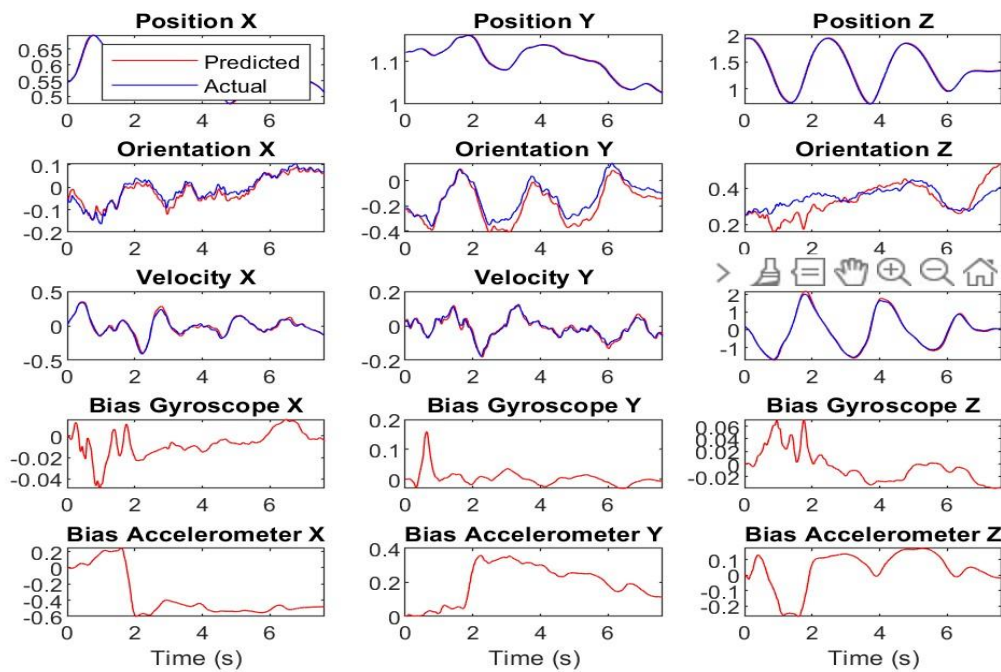 Position X
Position Y
Position Z
0.65
0.6
0.55
0.5
Predicted
Actual
1.1
1
2
1.5
1
0 2 4 6
0 2 4 6
0 2 4 6
Orientation X
Orientation Y
Orientation Z
0.1
0
-0.1
-0.2
0
-0.2
-0.4
0.4
0.2
0 2 4 6
0 2 4 6
0 2 4 6
Velocity X
Velocity Y
0.5
0
-0.5
0.2
0
-0.2
2
1
0
-1
0 2 4 6
0 2 4 6
0 2 4 6
Bias Gyroscope X
Bias Gyroscope Y
Bias Gyroscope Z
0
-0.02
-0.04
0.2
0.1
0
0.06
0.04
0.02
0
-0.02
0 2 4 6
0 2 4 6
0 2 4 6
Bias Accelerometer X
Bias Accelerometer Y
Bias Accelerometer Z
0.2
0
-0.2
-0.4
-0.6
0.4
0.2
0
0.1
0
-0.1
-0.2
0 2 4 6
0 2 4 6
0 2 4 6
Time (s)
Time (s)
Time (s)